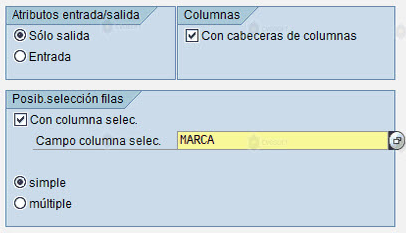 Atributos entrada/salida
Sólo salida
Entrada
Columnas
Con cabeceras de columnas
Posib.selección filas
Con columna selec.
Campo columna selec. MARCA
simple
múltiple